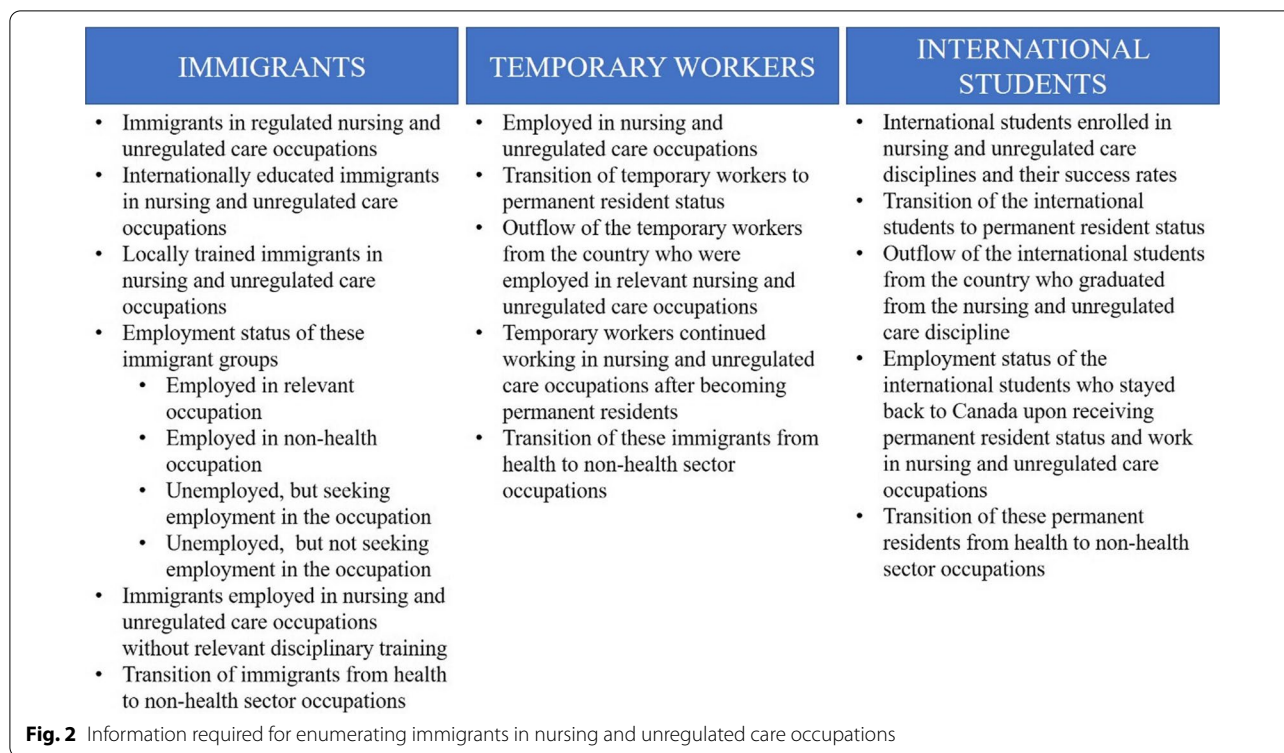 IMMIGRANTS
• Immigrants in regulated nursing and
unregulated care occupations
• Internationally educated immigrants
in nursing and unregulated care
occupations
• Locally trained immigrants in
nursing and unregulated care
occupations
• Employment status of these
immigrant groups
• Employed in relevant
occupation
• Employed in non-health
occupation
• Unemployed, but seeking
employment in the occupation
• Unemployed, but not seeking
employment in the occupation
• Immigrants employed in nursing and
unregulated care occupations
without relevant disciplinary training
• Transition of immigrants from health
to non-health sector occupations
TEMPORARY WORKERS
• Employed in nursing and
unregulated care occupations
• Transition of temporary workers to
permanent resident status
• Outflow of the temporary workers
from the country who were
employed in relevant nursing and
unregulated care occupations
• Temporary workers continued
working in nursing and unregulated
care occupations after becoming
permanent residents
• Transition of these immigrants from
health to non-health sector
occupations
INTERNATIONAL
STUDENTS
• International students enrolled in
nursing and unregulated care
disciplines and their success rates
• Transition of the international
students to permanent resident status
• Outflow of the international students
from the country who graduated
from the nursing and unregulated
care discipline
• Employment status of the
international students who stayed
back to Canada upon receiving
permanent resident status and work
in nursing and unregulated care
occupations
• Transition of these permanent
residents from health to non-health
sector occupations
Fig. 2 Information required for enumerating immigrants in nursing and unregulated care occupations